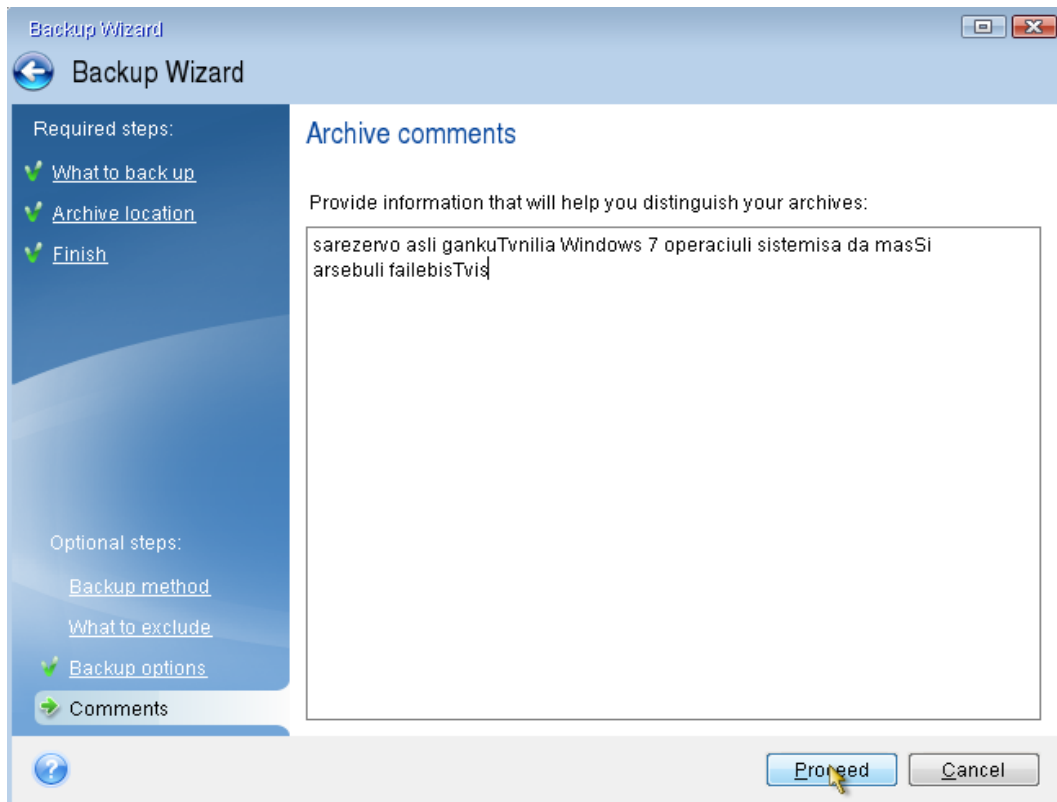 Backup Wizard
Backup Wizard
Required steps:
What to back up
Archive location
Finish
Optional steps:
Backup method
What to exclude
Backup options
Comments
Archive comments
Provide information that will help you distinguish your archives:
sarezervo asli gankuTvnilia Windows 7 operaciuli sistemisa da masSi
arsebuli failebisTvis
Proceed
Cancel